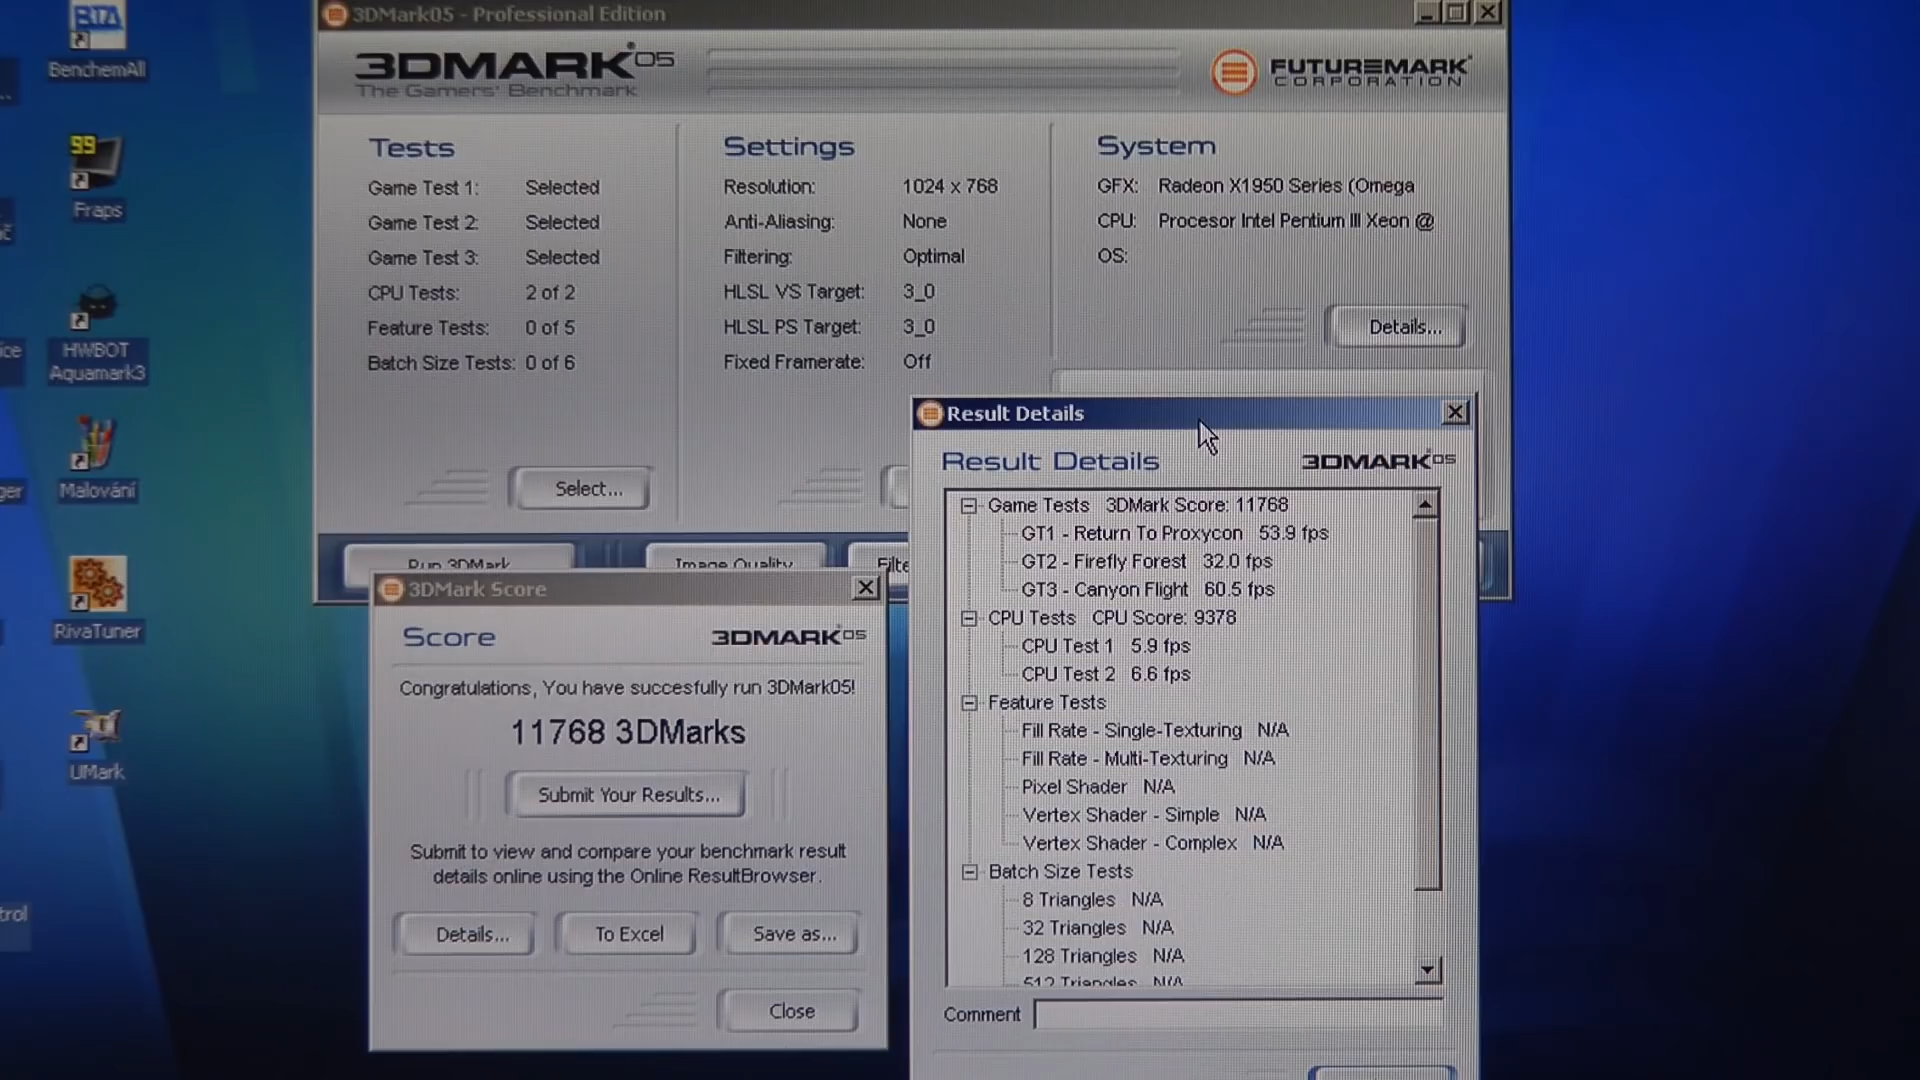 3DMark05 - Professional Edition
3DMARK05
The Gamers' Benchmark
FUTUREMARK
CORPORATION
Tests
Game Test 1: Selected
Game Test 2: Selected
Game Test 3: Selected
CPU Tests: 2 of 2
Feature Tests: 0 of 5
Batch Size Tests: 0 of 6
Select...
Settings
Resolution: 1024 x 768
Anti-Aliasing: None
Filtering: Optimal
HLSL VS Target: 3_0
HLSL PS Target: 3_0
Fixed Framerate: Off
System
GFX: Radeon X1950 Series (Omega
CPU: Procesor Intel Pentium III Xeon @
OS:
Details...
Run 3DMark
Image Quality
Filte
3DMark Score
Score
3DMARK05
Congratulations, You have succesfully run 3DMark05!
11768 3DMarks
Submit Your Results...
Submit to view and compare your benchmark result
details online using the Online ResultBrowser.
Details...
To Excel
Save as...
Close
Result Details
Result Details
3DMARK05
Game Tests 3DMark Score: 11768
GT1 - Return To Proxycon 53.9 fps
GT2 - Firefly Forest 32.0 fps
GT3 - Canyon Flight 60.5 fps
CPU Tests CPU Score: 9378
CPU Test 1 5.9 fps
CPU Test 2 6.6 fps
Feature Tests
Fill Rate - Single-Texturing N/A
Fill Rate - Multi-Texturing N/A
Pixel Shader N/A
Vertex Shader - Simple N/A
Vertex Shader - Complex N/A
Batch Size Tests
8 Triangles N/A
32 Triangles N/A
128 Triangles N/A
512 Triangles N/A
Comment
BenchemAll
99
Fraps
HWBOT
Aquamark3
Malování
RivaTuner
UMark
ice
ger
trol